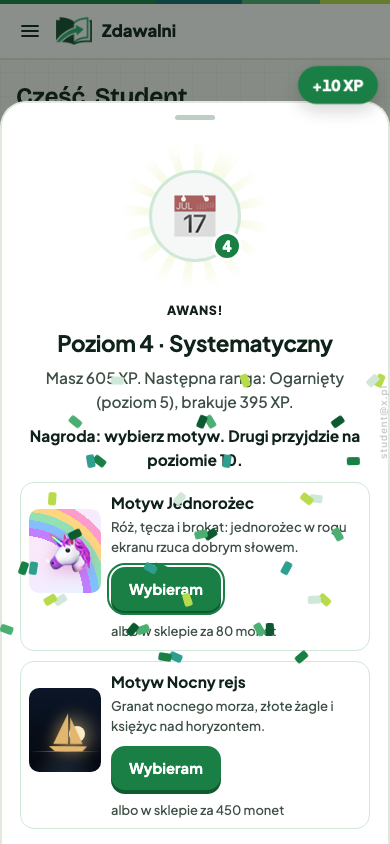 Zdawalni
Cześć, Student
+10 XP
JUL
17
4
AWANS!
Poziom 4 · Systematyczny
Masz 605 XP. Następna ranga: Ogarnięty
(poziom 5), brakuje 395 XP.
Nagroda: wybierz motyw. Drugi przyjdzie na
poziomie 10.
student@x.pl
Motyw Jednorożec
Róż, tęcza i brokat: jednorożec w rogu
ekranu rzuca dobrym słowem.
Wybieram
albo w sklepie za 80 monet
Motyw Nocny rejs
Granat nocnego morza, złote żagle i
księżyc nad horyzontem.
Wybieram
albo w sklepie za 450 monet